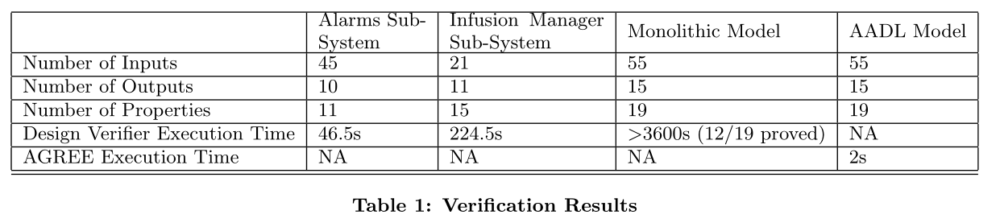 Alarms Sub- Infusion Manager Monolithic Model AADL Model
System Sub-System
Number of Inputs 45 21 55 55
Number of Outputs 10 11 15 15
Number of Properties 11 15 19 19
Design Verifier Execution Time 46.5s 224.5s >3600s (12/19 proved) NA
AGREE Execution Time NA NA NA 2s
Table 1: Verification Results